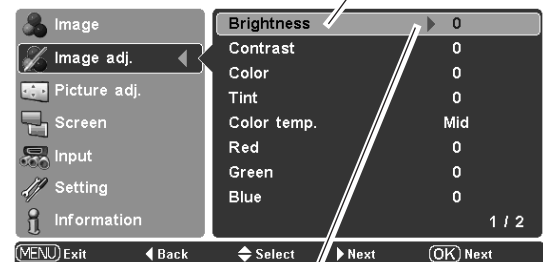 Image
Image adj.
Picture adj.
Screen
Input
Setting
Information
Brightness 0
Contrast 0
Color 0
Tint 0
Color temp. Mid
Red 0
Green 0
Blue 0
1 / 2
MENU Exit Back Select Next OK Next